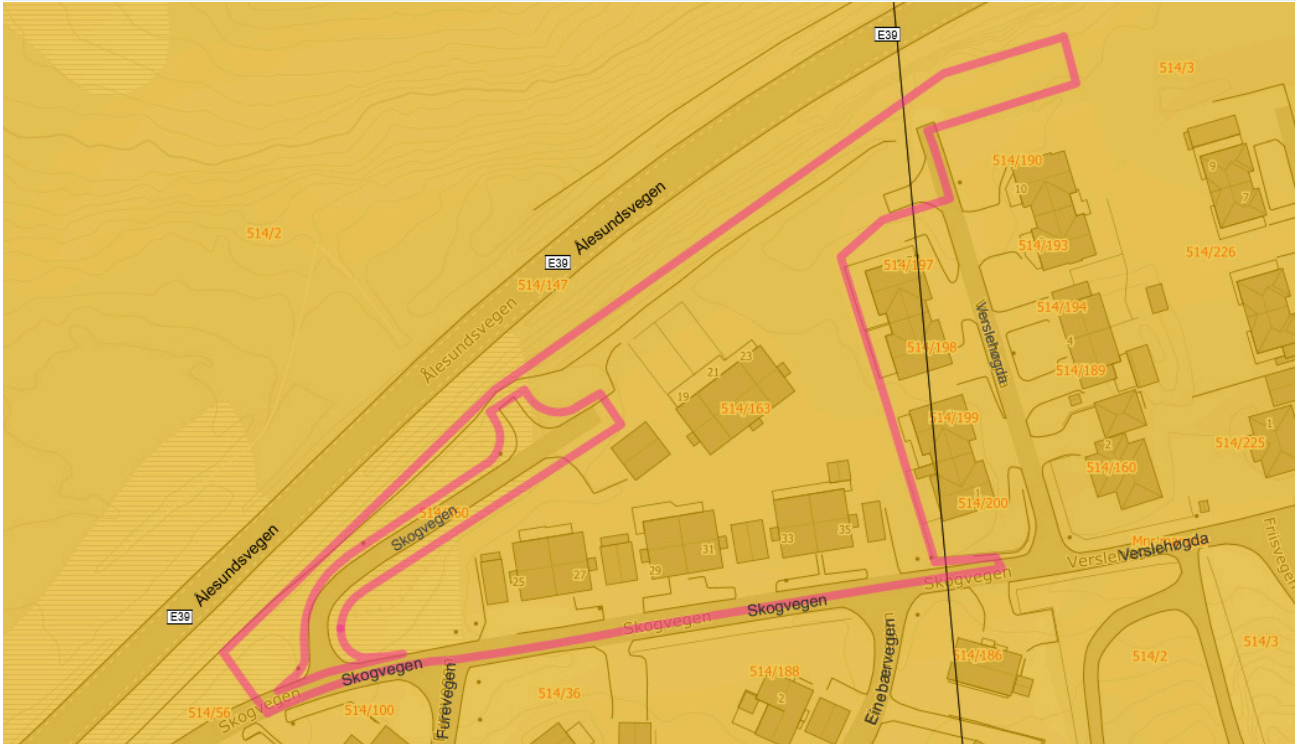 E39
514/3
9
7
514/190
10
514/193
Ålesundsvegen
514/2
E39
514/147
514/226
514/197
514/194
Verslehøgda
4
514/198
514/189
Ålesundsvegen
23
21
19
514/163
514/199
2
1
514/225
514/160
1
514/200
Skogvegen
35
33
31
29
27
25
Ålesundsvegen
E39
Verslehøgda
Friisvegen
Skogvegen
Skogvegen
Skogvegen
514/3
514/2
514/186
514/188
2
Einebærvegen
Skogvegen
Furevegen
514/36
514/100
514/56
Skogvegen